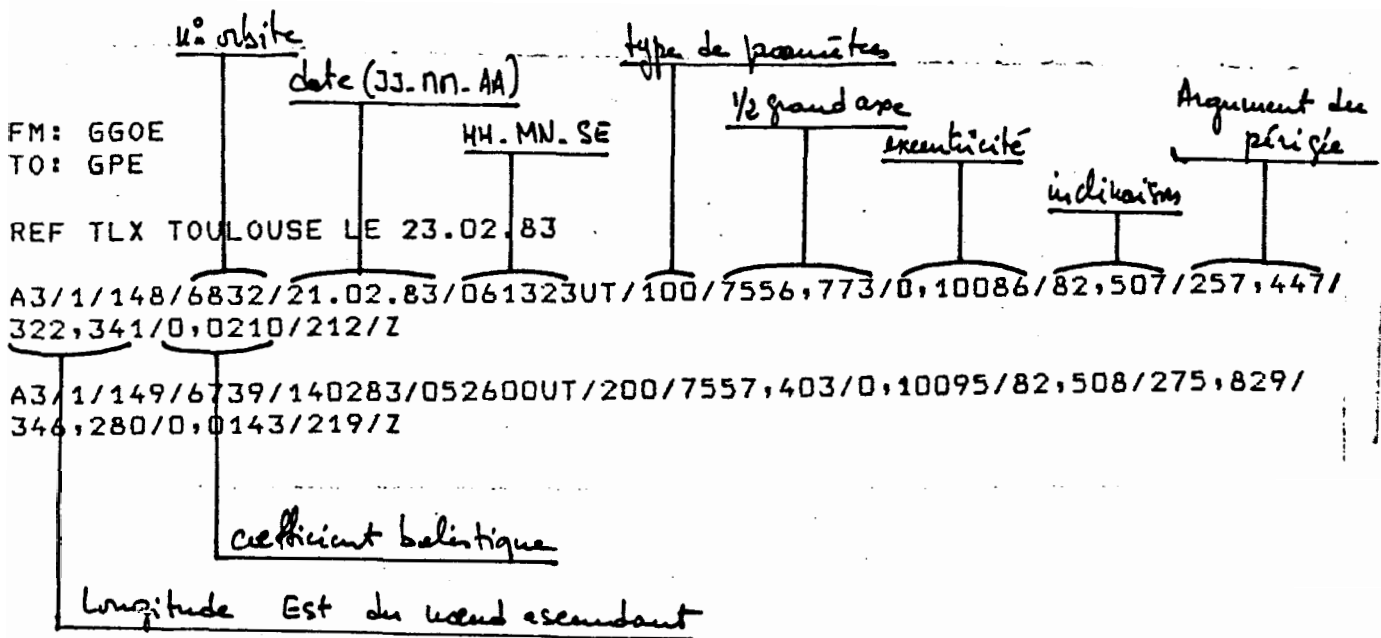 n° orbite
type de paramètres
date (JJ-MM-AA)
1/2 grand axe
Argument du
FM: GGOE
HH-MN-SE
excentricité
périgée
TO: GPE
inclinaison
REF TLX TOULOUSE LE 23.02.83
A3/1/148/6832/21.02.83/061323UT/100/7556,773/0,10086/82,507/257,447/
322,341/0,0210/212/Z
A3/1/149/6739/140283/052600UT/200/7557,403/0,10095/82,508/275,829/
346,280/0,0143/219/Z
coefficient balistique
Longitude Est du nœud ascendant